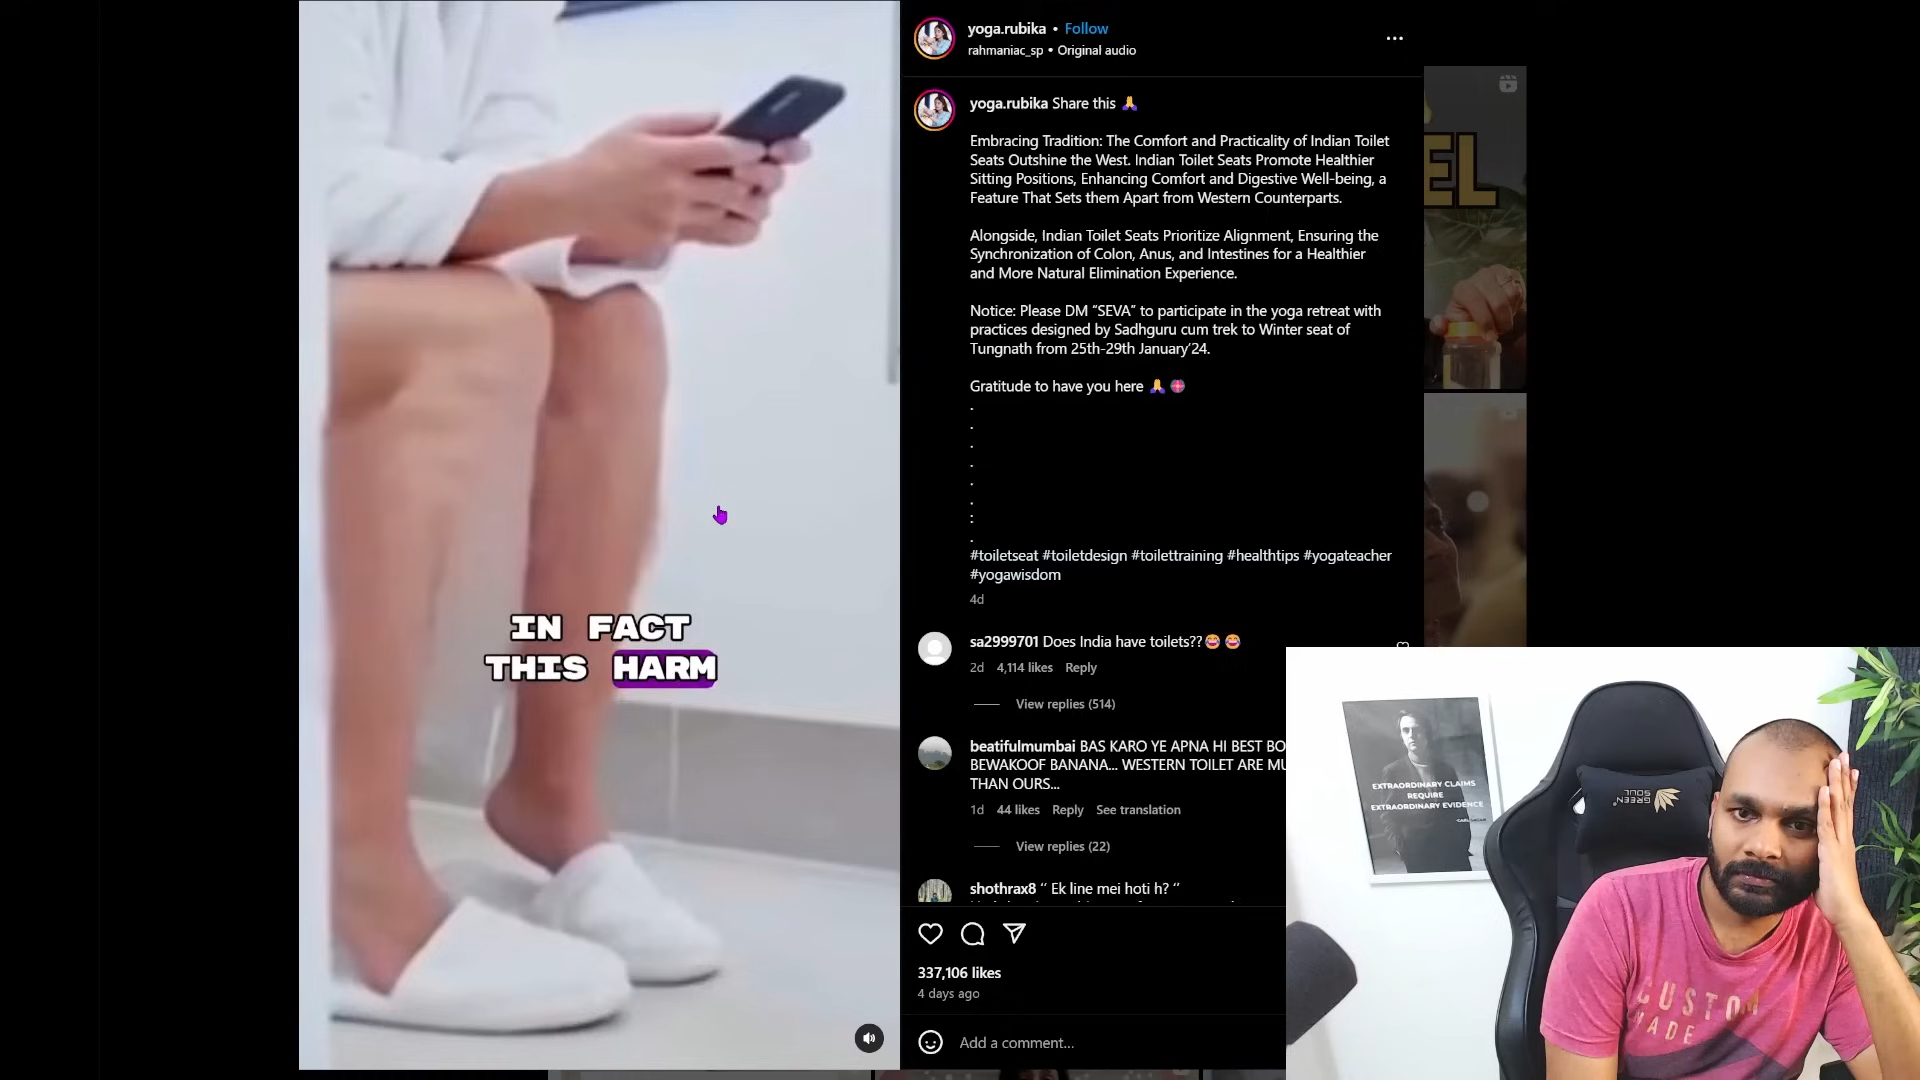 yoga.rubika • Follow
rahmaniac_sp • Original audio
yoga.rubika Share this 🙏
Embracing Tradition: The Comfort and Practicality of Indian Toilet
Seats Outshine the West. Indian Toilet Seats Promote Healthier
Sitting Positions, Enhancing Comfort and Digestive Well-being, a
Feature That Sets them Apart from Western Counterparts.
Alongside, Indian Toilet Seats Prioritize Alignment, Ensuring the
Synchronization of Colon, Anus, and Intestines for a Healthier
and More Natural Elimination Experience.
Notice: Please DM “SEVA” to participate in the yoga retreat with
practices designed by Sadhguru cum trek to Winter seat of
Tungnath from 25th-29th January’24.
Gratitude to have you here 🙏
.
.
.
.
.
.
:
.
#toiletseat #toiletdesign #toilettraining #healthtips #yogateacher
#yogawisdom
4d
sa2999701 Does India have toilets??😂 😂
2d 4,114 likes Reply
View replies (514)
beatifulmumbai BAS KARO YE APNA HI BEST BO
BEWAKOOF BANANA... WESTERN TOILET ARE MU
THAN OURS...
1d 44 likes Reply See translation
View replies (22)
shothrax8 “ Ek line mei hoti h? “
337,106 likes
4 days ago
Add a comment...
IN FACT
THIS HARM
EL
EXTRAORDINARY CLAIMS
REQUIRE
EXTRAORDINARY EVIDENCE
GREEN
SOUL
CUSTOM
MADE